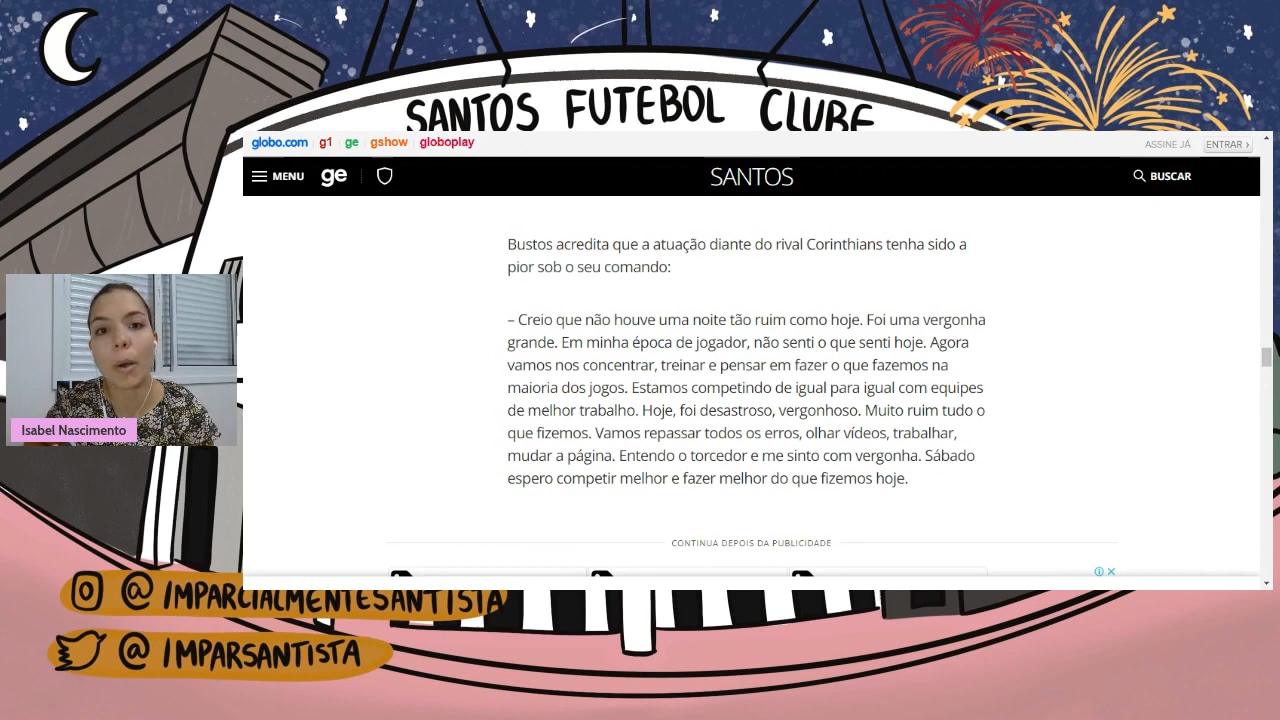 SANTOS FUTEBOL CLUBE
globo.com g1 ge gshow globoplay
ASSINE JÁ ENTRAR ›
MENU ge SANTOS BUSCAR
Bustos acredita que a atuação diante do rival Corinthians tenha sido a
pior sob o seu comando:
– Creio que não houve uma noite tão ruim como hoje. Foi uma vergonha
grande. Em minha época de jogador, não senti o que senti hoje. Agora
vamos nos concentrar, treinar e pensar em fazer o que fazemos na
maioria dos jogos. Estamos competindo de igual para igual com equipes
de melhor trabalho. Hoje, foi desastroso, vergonhoso. Muito ruim tudo o
que fizemos. Vamos repassar todos os erros, olhar vídeos, trabalhar,
mudar a página. Entendo o torcedor e me sinto com vergonha. Sábado
espero competir melhor e fazer melhor do que fizemos hoje.
Isabel Nascimento
CONTINUA DEPOIS DA PUBLICIDADE
@ IMPARCIALMENTESANTISTA
@ IMPARSANTISTA